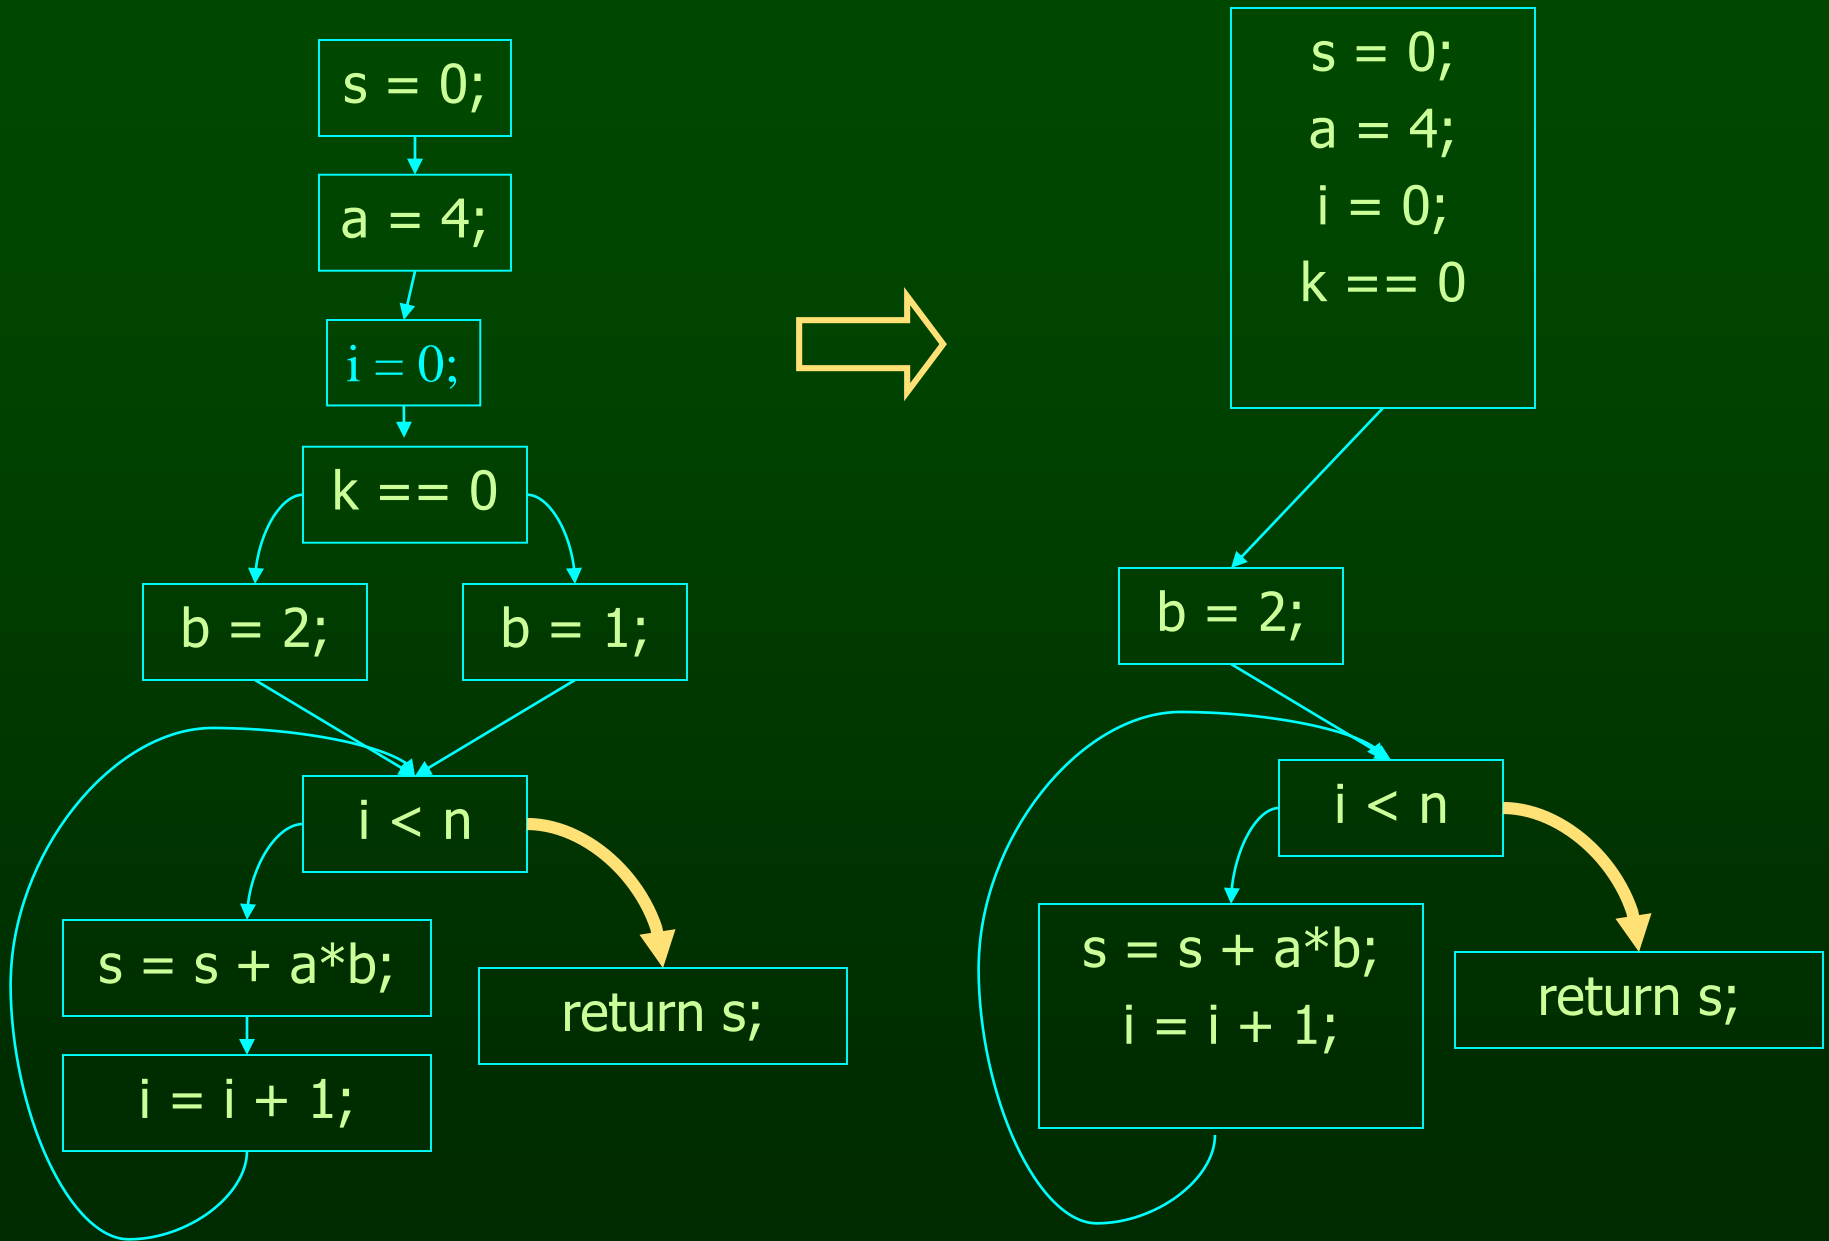 s = 0;
a = 4;
i = 0;
k == 0
b = 2;
b = 1;
i < n
s = s + a*b;
i = i + 1;
return s;
s = 0;
a = 4;
i = 0;
k == 0
b = 2;
i < n
s = s + a*b;
i = i + 1;
return s;